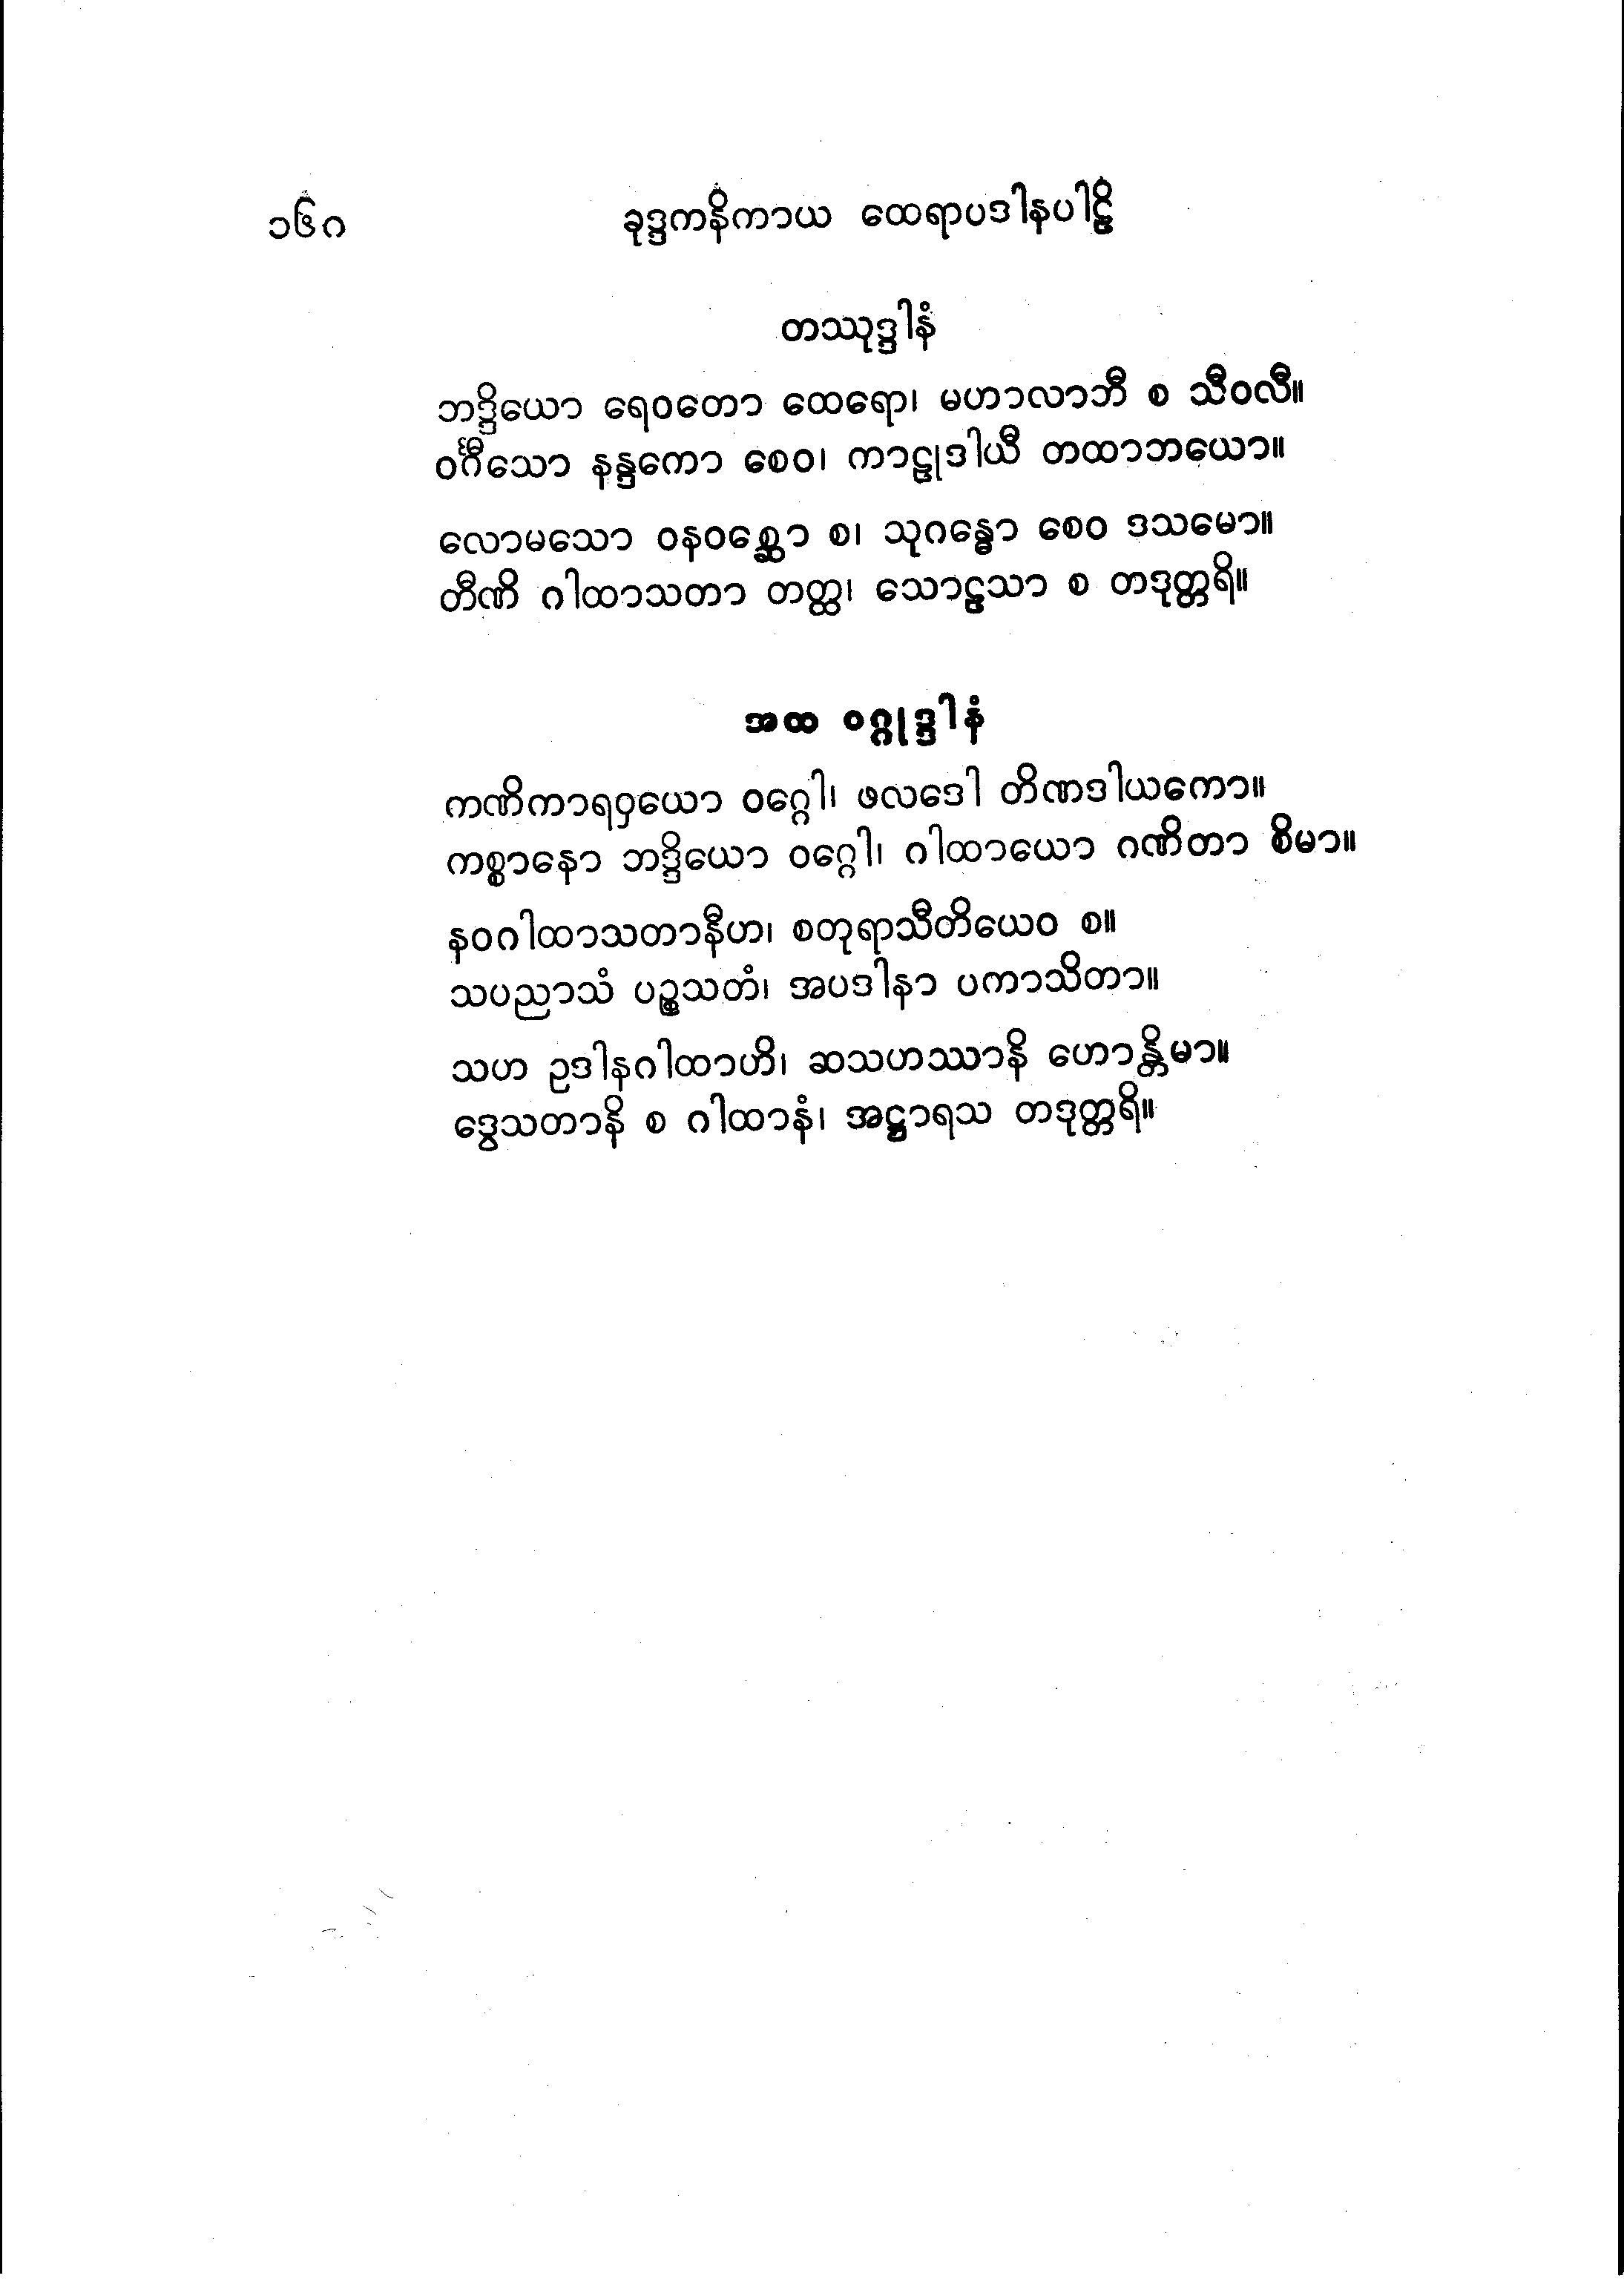 ၁၆ဂ ခုဒ္ဒကနိကာယ ထေရာပဒါနပါဠိ
တဿုဒ္ဒါနံ
ဘဒ္ဒိယော ရေဝတော ထေရော၊ မဟာလာဘီ စ သီဝလီ။
ဝင်္ဂီသော နန္ဒကော စေဝ၊ ကာဠုဒါယီ တထာဘယော။
လောမသော ဝနဝစ္ဆော စ၊ သုဂန္ဓော စေဝ ဒသမော။
တီဏိ ဂါထာသတာ တတ္ထ၊ သောဠသာ စ တဒုတ္တရိ။
အထ ဝဂ္ဂုဒ္ဒါနံ
ကဏိကာရဝှယော ဝဂ္ဂေါ၊ ဖလဒေါ တိဏဒါယကော။
ကစ္စာနော ဘဒ္ဒိယော ဝဂ္ဂေါ၊ ဂါထာယော ဂဏိတာ စိမာ။
နဝဂါထာသတာနီဟ၊ စတုရာသီတိယေဝ စ။
သပညာသံ ပဉ္စသတံ၊ အပဒါနာ ပကာသိတာ။
သဟ ဥဒါနဂါထာဟိ၊ ဆသဟဿာနိ ဟောန္တိမာ။
ဒွေသတာနိ စ ဂါထာနံ၊ အဋ္ဌာရသ တဒုတ္တရိ။